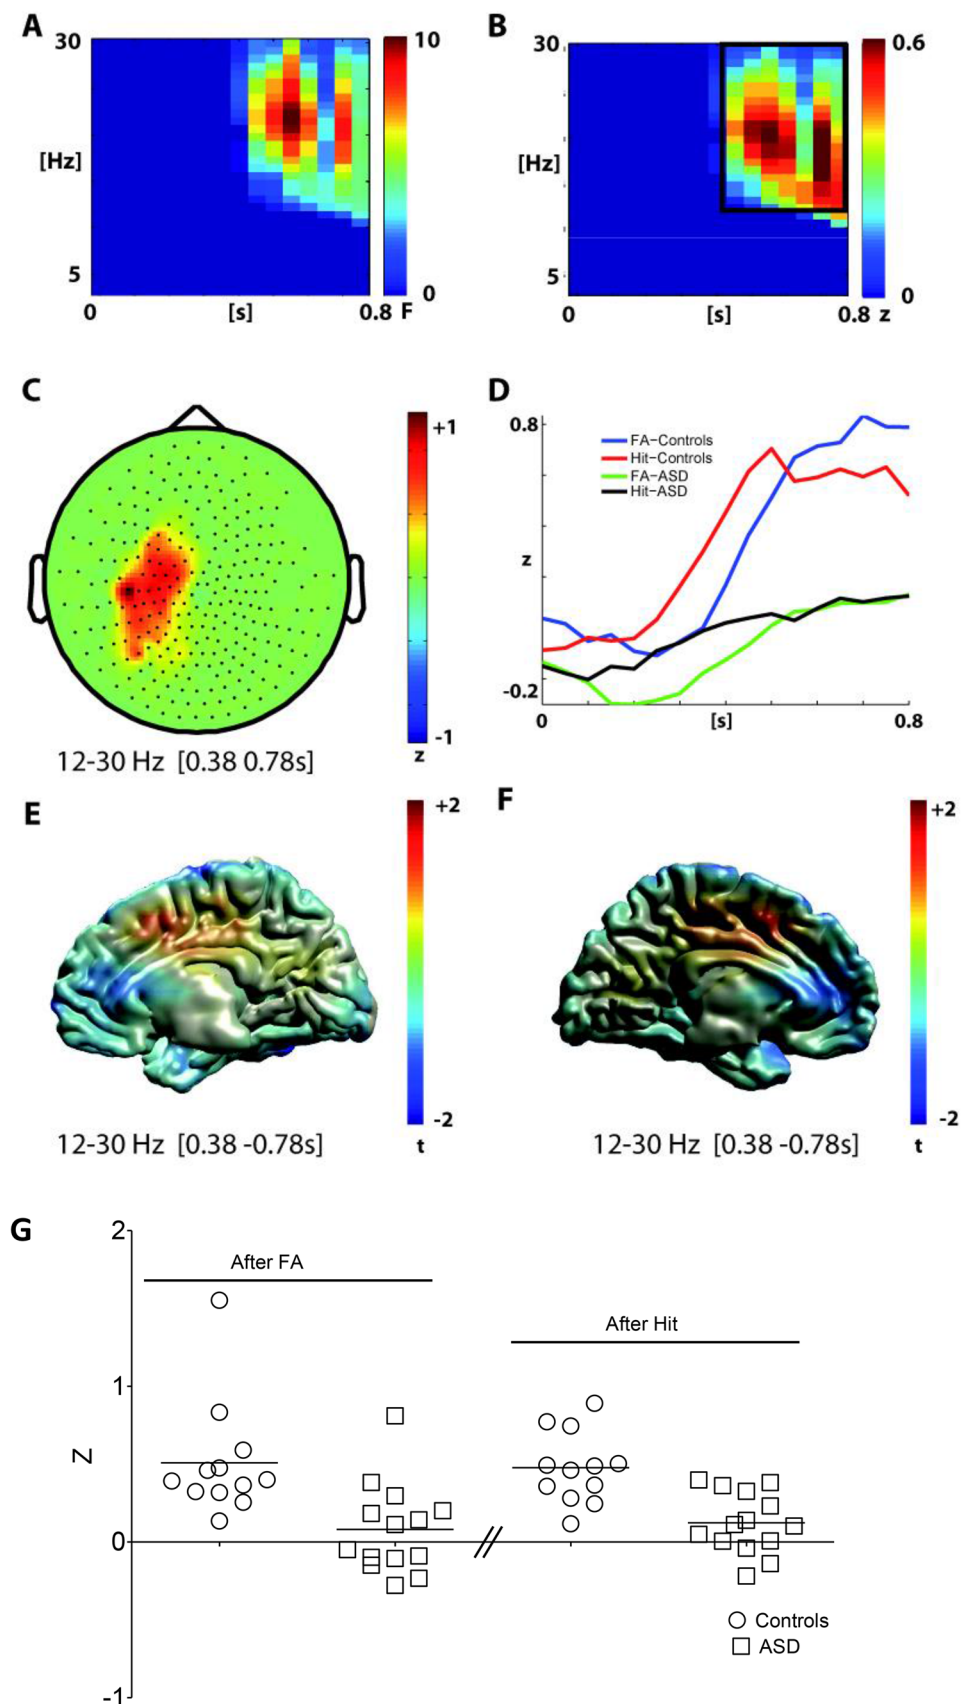 A
30
[Hz]
5
0
[s]
0.8
F
10
0
B
30
[Hz]
5
0
[s]
0.8
z
0.6
0
C
+1
-1
z
12-30 Hz [0.38 0.78s]
D
0.8
z
-0.2
0
[s]
0.8
FA-Controls
Hit-Controls
FA-ASD
Hit-ASD
E
+2
-2
t
12-30 Hz [0.38 -0.78s]
F
+2
-2
t
12-30 Hz [0.38 -0.78s]
G
2
1
0
-1
Z
After FA
After Hit
Controls
ASD